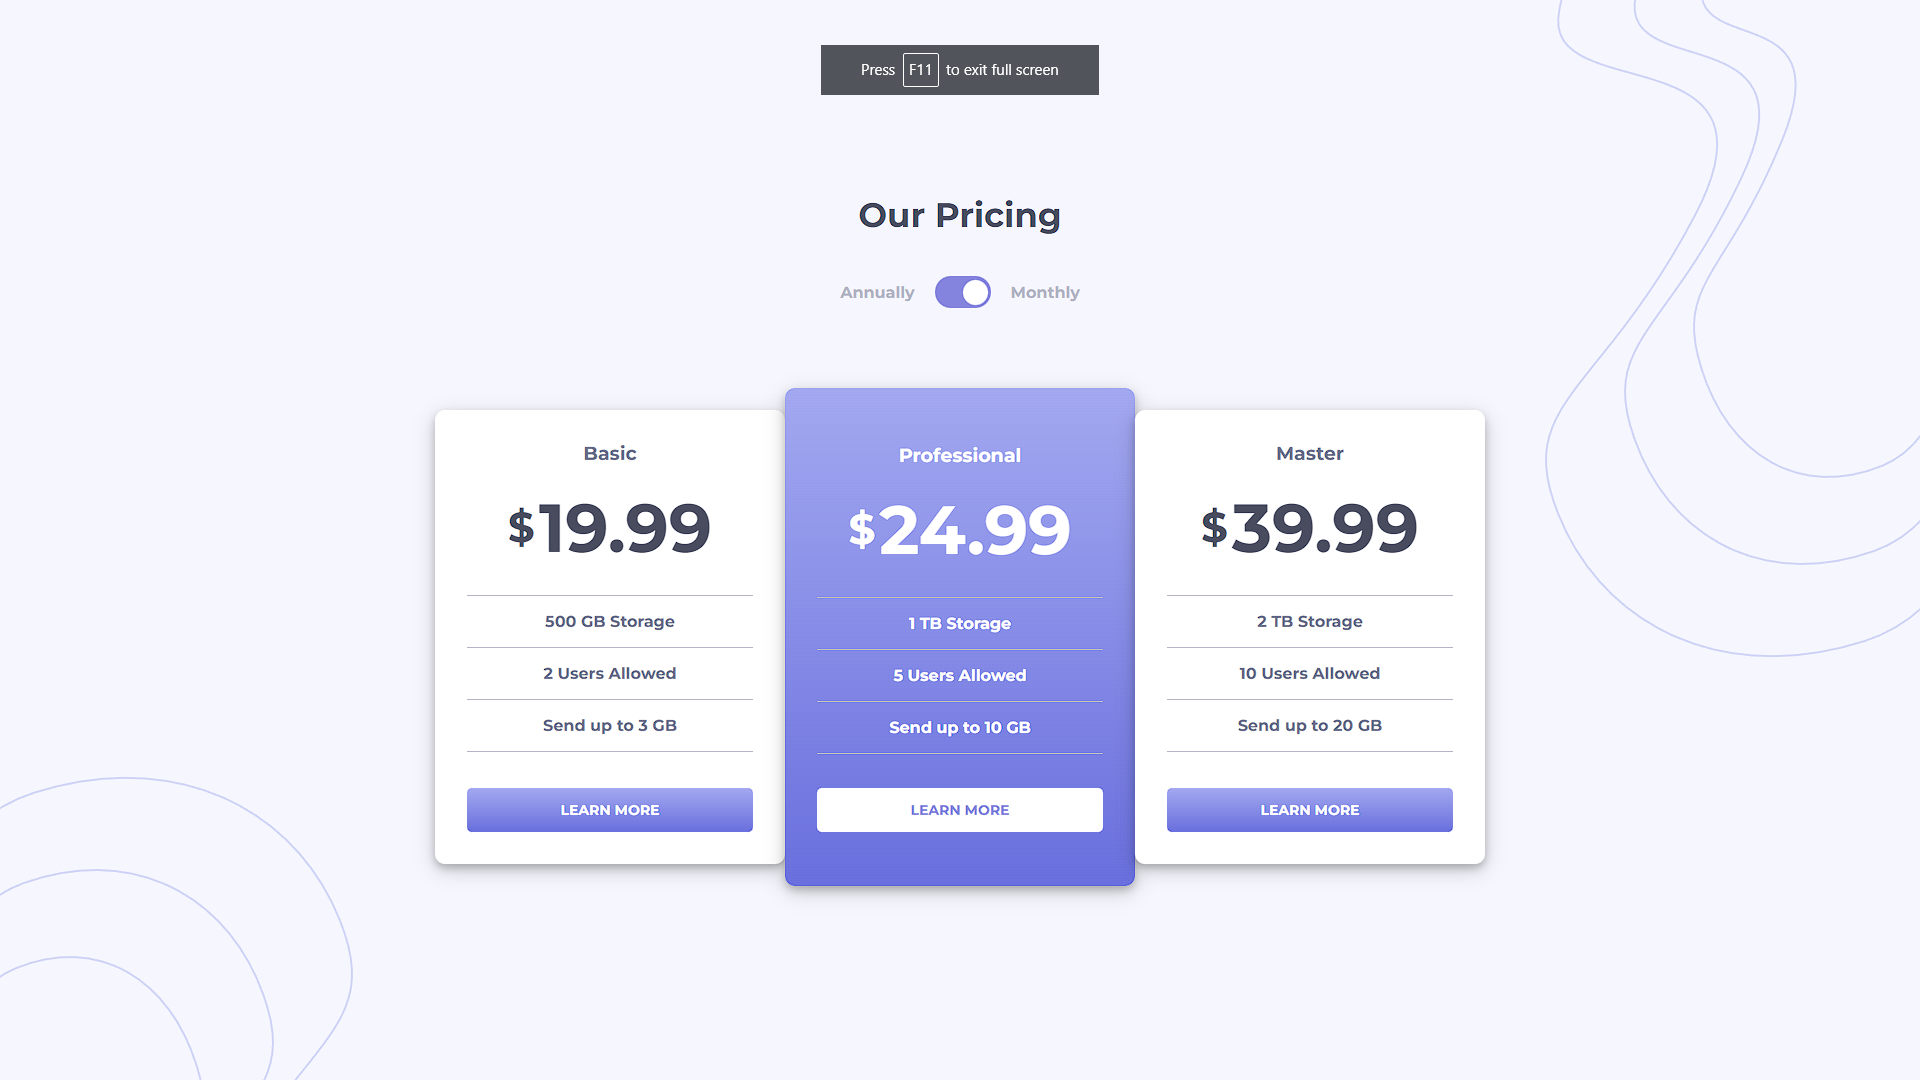 Press F11 to exit full screen
Our Pricing
Annually Monthly
Basic
$19.99
500 GB Storage
2 Users Allowed
Send up to 3 GB
LEARN MORE
Professional
$24.99
1 TB Storage
5 Users Allowed
Send up to 10 GB
LEARN MORE
Master
$39.99
2 TB Storage
10 Users Allowed
Send up to 20 GB
LEARN MORE